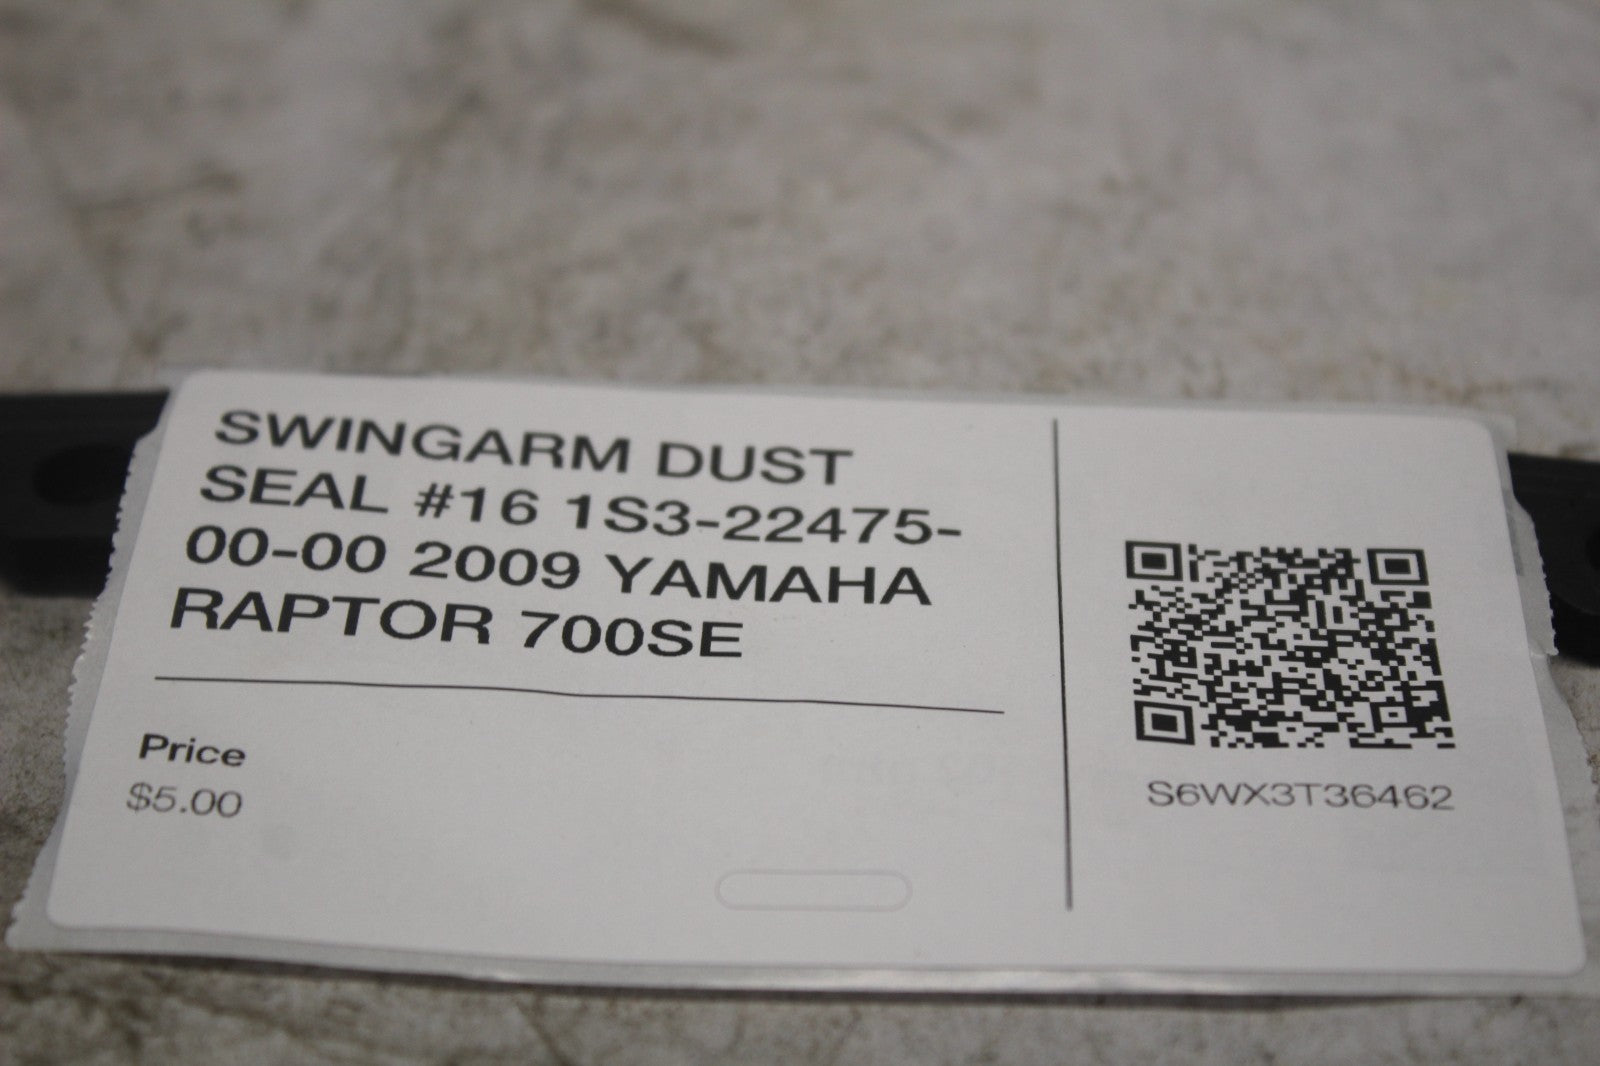 SWINGARM DUST
SEAL #16 1S3-22475-
00-00 2009 YAMAHA
RAPTOR 700SE
Price
$5.00
S6WX3T36462